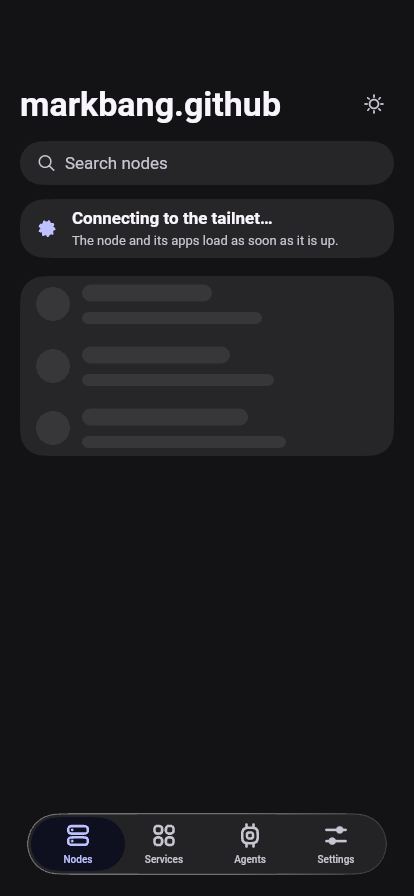 markbang.github
Search nodes
Connecting to the tailnet…
The node and its apps load as soon as it is up.
Nodes
Services
Agents
Settings